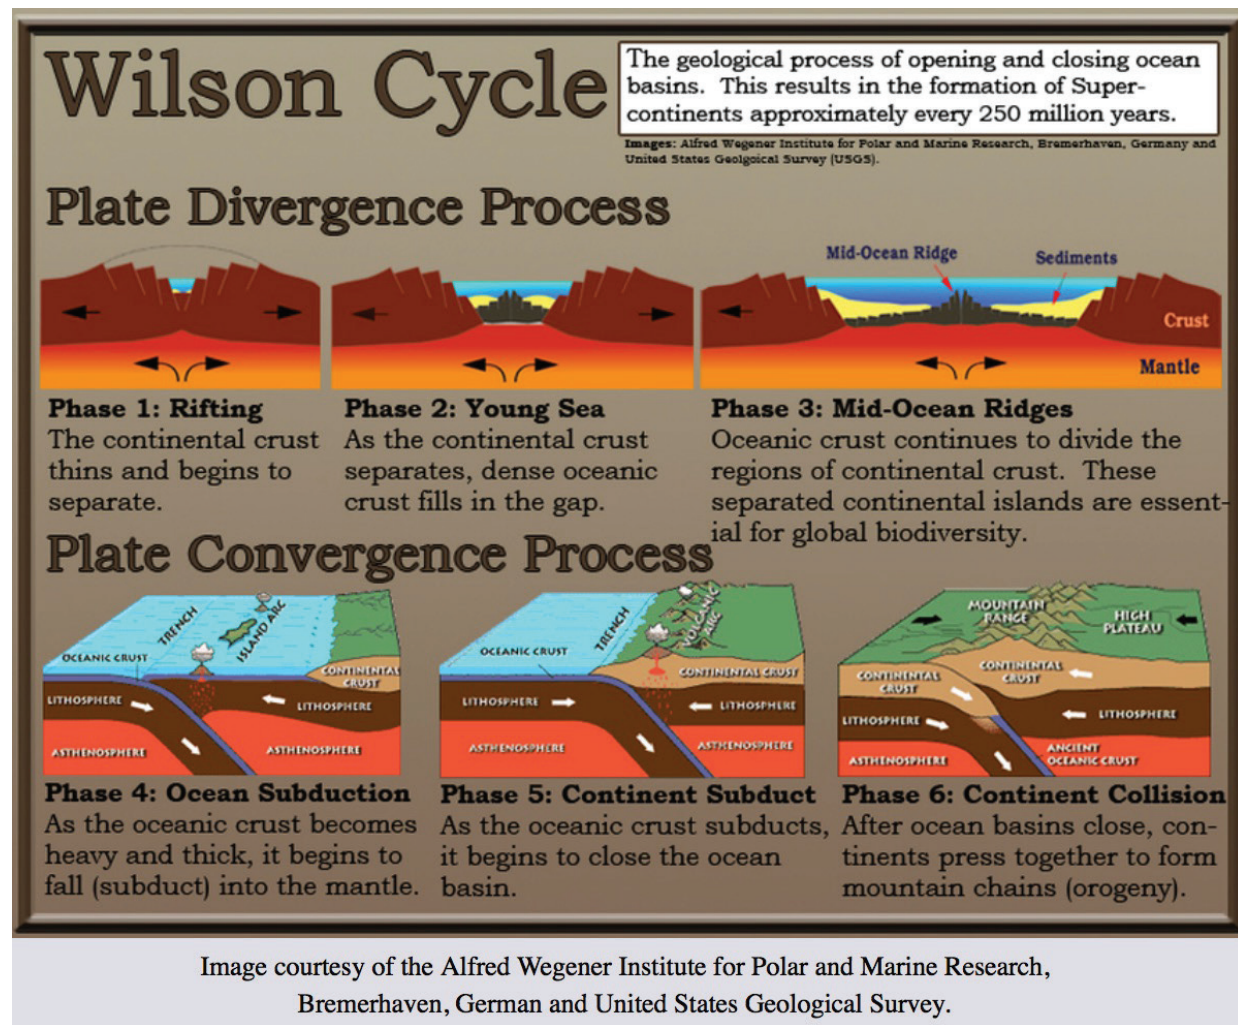 Wilson Cycle
The geological process of opening and closing ocean
basins.  This results in the formation of Super-
continents approximately every 250 million years.
Images: Alfred Wegener Institute for Polar and Marine Research, Bremerhaven, Germany and
United States Geolgoical Survey (USGS).
Plate Divergence Process
Mid-Ocean Ridge
Sediments
Crust
Mantle
Phase 1: Rifting
The continental crust
thins and begins to
separate.
Phase 2: Young Sea
As the continental crust
separates, dense oceanic
crust fills in the gap.
Phase 3: Mid-Ocean Ridges
Oceanic crust continues to divide the
regions of continental crust.  These
separated continental islands are essent-
ial for global biodiversity.
Plate Convergence Process
TRENCH
ISLAND ARC
OCEANIC CRUST
CONTINENTAL
CRUST
LITHOSPHERE
LITHOSPHERE
ASTHENOSPHERE
ASTHENOSPHERE
TRENCH
VOLCANIC
ARC
OCEANIC CRUST
CONTINENTAL CRUST
LITHOSPHERE
LITHOSPHERE
ASTHENOSPHERE
ASTHENOSPHERE
MOUNTAIN
RANGE
HIGH
PLATEAU
CONTINENTAL
CRUST
CONTINENTAL
CRUST
LITHOSPHERE
LITHOSPHERE
ASTHENOSPHERE
ANCIENT
OCEANIC CRUST
Phase 4: Ocean Subduction
As the oceanic crust becomes
heavy and thick, it begins to
fall (subduct) into the mantle.
Phase 5: Continent Subduct
As the oceanic crust subducts,
it begins to close the ocean
basin.
Phase 6: Continent Collision
After ocean basins close, con-
tinents press together to form
mountain chains (orogeny).
Image courtesy of the Alfred Wegener Institute for Polar and Marine Research,
Bremerhaven, German and United States Geological Survey.